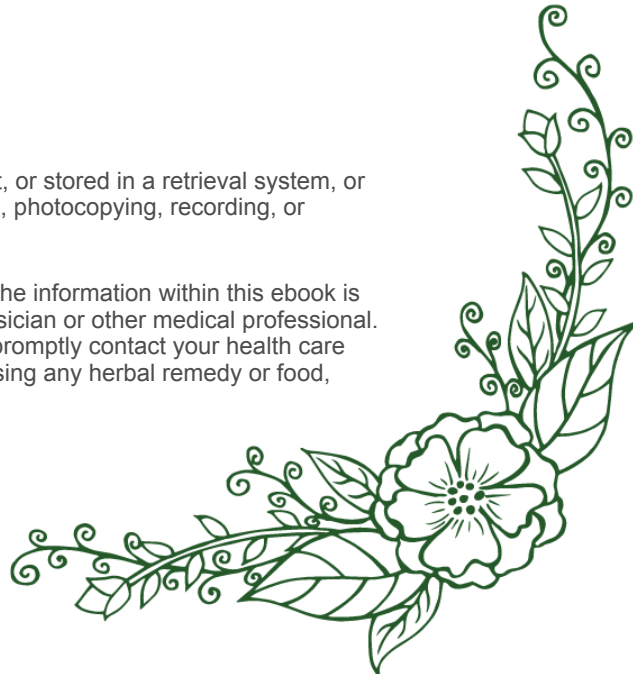 , or stored in a retrieval system, or
, photocopying, recording, or
he information within this ebook is
sician or other medical professional.
promptly contact your health care
sing any herbal remedy or food,